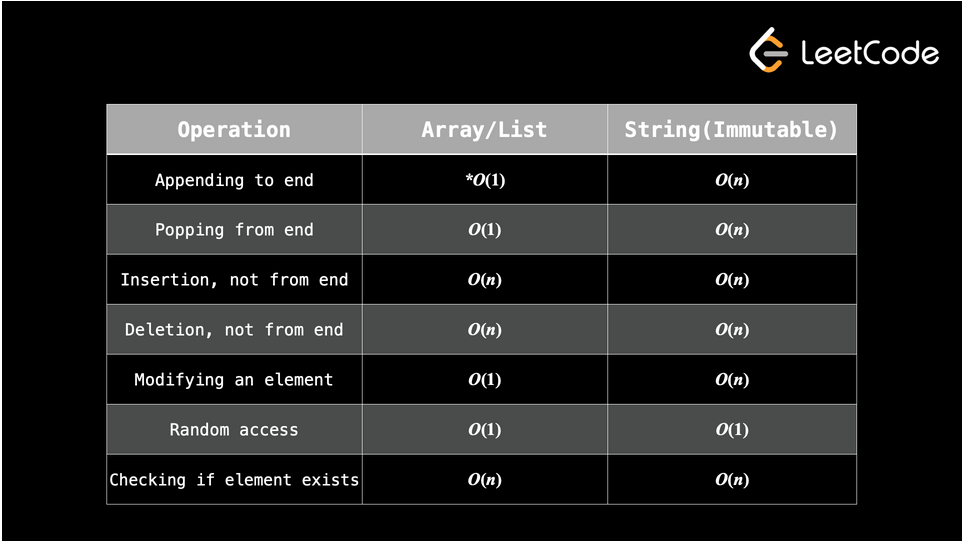 LeetCode
Operation Array/List String(Immutable)
Appending to end *O(1) O(n)
Popping from end O(1) O(n)
Insertion, not from end O(n) O(n)
Deletion, not from end O(n) O(n)
Modifying an element O(1) O(n)
Random access O(1) O(1)
Checking if element exists O(n) O(n)